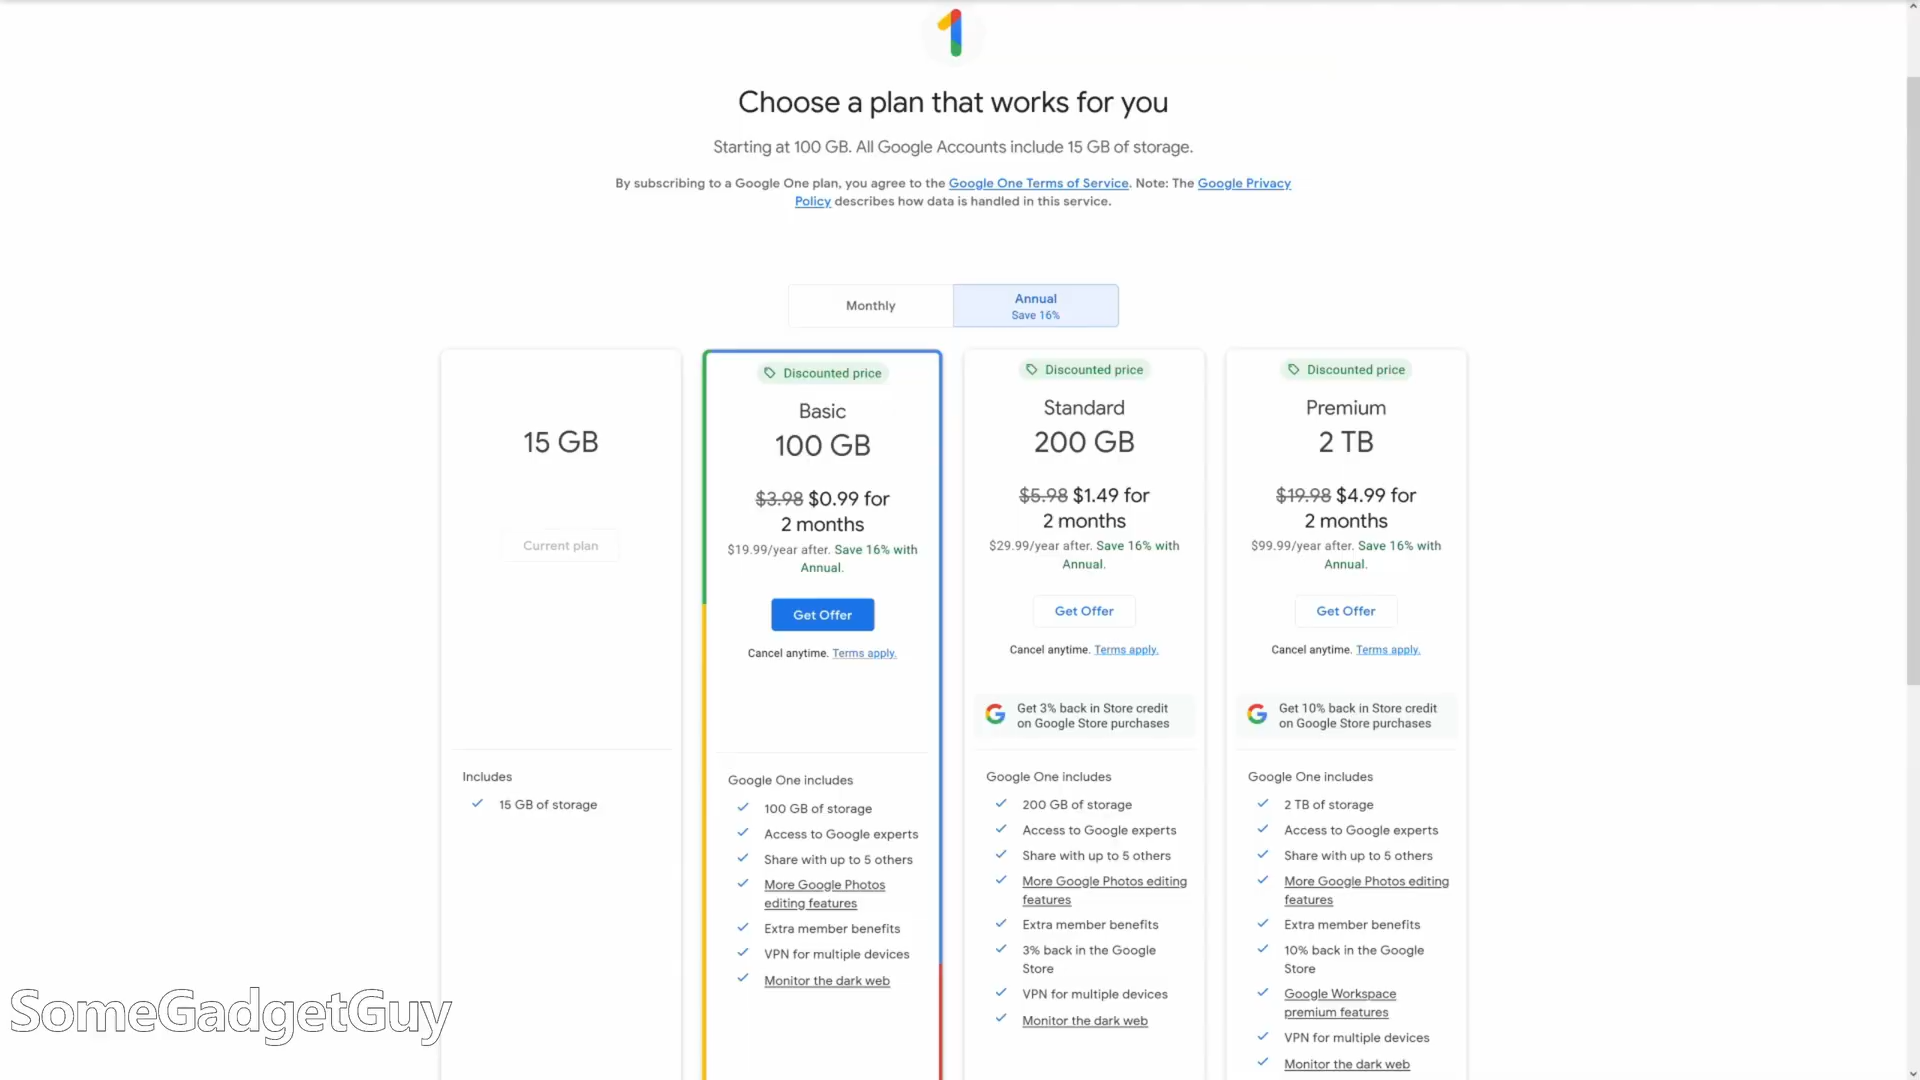 Choose a plan that works for you
Starting at 100 GB. All Google Accounts include 15 GB of storage.
By subscribing to a Google One plan, you agree to the Google One Terms of Service. Note: The Google Privacy
Policy describes how data is handled in this service.
Monthly
Annual
Save 16%
15 GB
Current plan
Includes
15 GB of storage
Discounted price
Basic
100 GB
$3.98 $0.99 for
2 months
$19.99/year after. Save 16% with
Annual.
Get Offer
Cancel anytime. Terms apply.
Google One includes
100 GB of storage
Access to Google experts
Share with up to 5 others
More Google Photos
editing features
Extra member benefits
VPN for multiple devices
Monitor the dark web
Discounted price
Standard
200 GB
$5.98 $1.49 for
2 months
$29.99/year after. Save 16% with
Annual.
Get Offer
Cancel anytime. Terms apply.
Get 3% back in Store credit
on Google Store purchases
Google One includes
200 GB of storage
Access to Google experts
Share with up to 5 others
More Google Photos editing
features
Extra member benefits
3% back in the Google
Store
VPN for multiple devices
Monitor the dark web
Discounted price
Premium
2 TB
$19.98 $4.99 for
2 months
$99.99/year after. Save 16% with
Annual.
Get Offer
Cancel anytime. Terms apply.
Get 10% back in Store credit
on Google Store purchases
Google One includes
2 TB of storage
Access to Google experts
Share with up to 5 others
More Google Photos editing
features
Extra member benefits
10% back in the Google
Store
Google Workspace
premium features
VPN for multiple devices
Monitor the dark web
SomeGadgetGuy